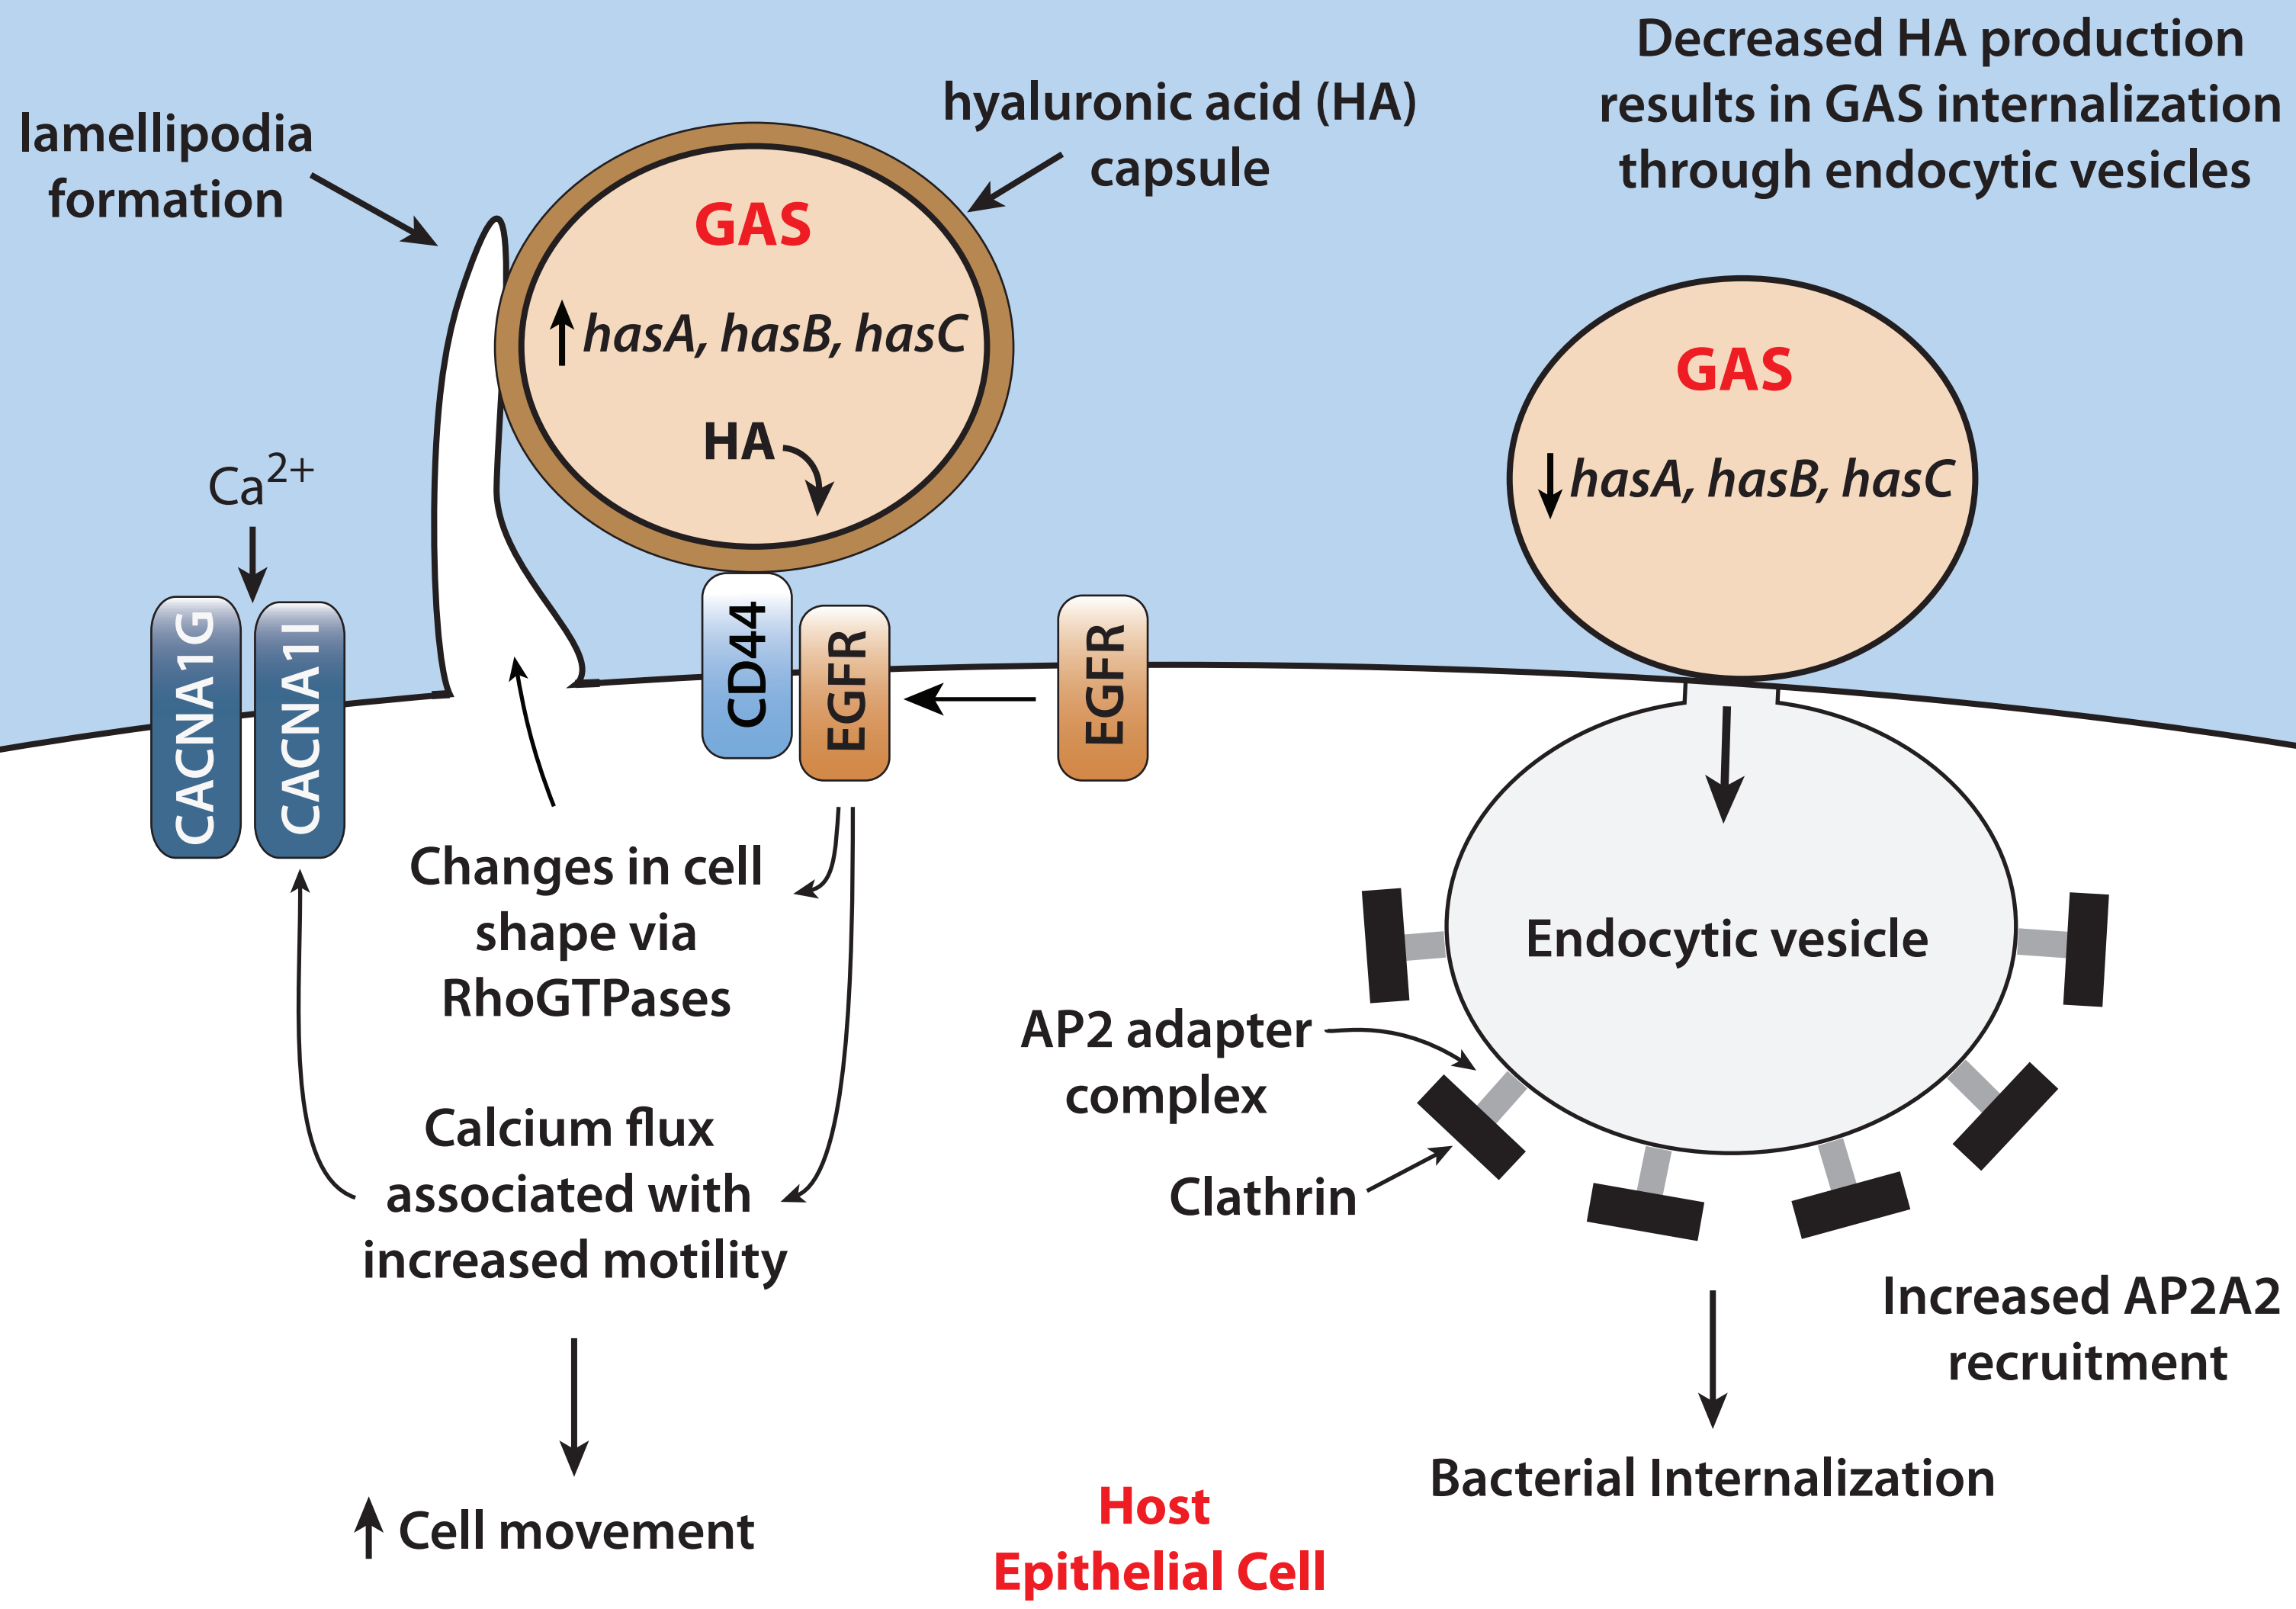 lamellipodia
formation
hyaluronic acid (HA)
capsule
Decreased HA production
results in GAS internalization
through endocytic vesicles
GAS
hasA, hasB, hasC
HA
GAS
hasA, hasB, hasC
Ca2+
CACNA1G
CACNA1I
CD44
EGFR
EGFR
Changes in cell
shape via
RhoGTPases
Calcium flux
associated with
increased motility
Cell movement
Endocytic vesicle
AP2 adapter
complex
Clathrin
Increased AP2A2
recruitment
Bacterial Internalization
Host
Epithelial Cell